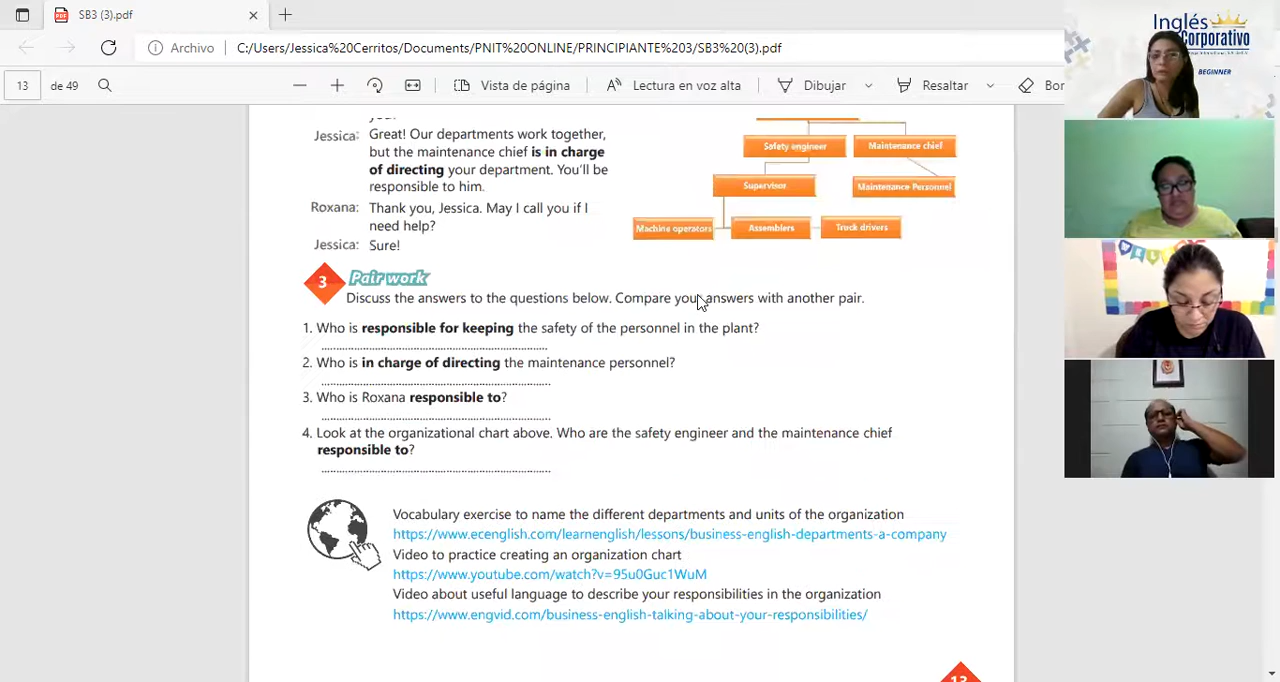 SB3 (3).pdf
Archivo
C:/Users/Jessica%20Cerritos/Documents/PNIT%20ONLINE/PRINCIPIANTE%203/SB3%20(3).pdf
13
de 49
Vista de página
Lectura en voz alta
Dibujar
Resaltar
Bor
Inglés
Corporativo
BEGINNER
Jessica:
Great! Our departments work together,
but the maintenance chief is in charge
of directing your department. You'll be
responsible to him.
Roxana:
Thank you, Jessica. May I call you if I
need help?
Jessica:
Sure!
Safety engineer
Maintenance chief
Supervisor
Maintenance Personnel
Machine operators
Assemblers
Truck drivers
3
Pair work
Discuss the answers to the questions below. Compare your answers with another pair.
1. Who is responsible for keeping the safety of the personnel in the plant?
2. Who is in charge of directing the maintenance personnel?
3. Who is Roxana responsible to?
4. Look at the organizational chart above. Who are the safety engineer and the maintenance chief
responsible to?
Vocabulary exercise to name the different departments and units of the organization
https://www.ecenglish.com/learnenglish/lessons/business-english-departments-a-company
Video to practice creating an organization chart
https://www.youtube.com/watch?v=95u0Guc1WuM
Video about useful language to describe your responsibilities in the organization
https://www.engvid.com/business-english-talking-about-your-responsibilities/
13